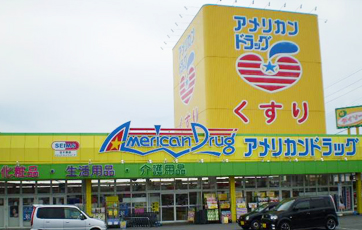 アメリカン
ドラッグ
くすり
SEIMS
American Drug
アメリカンドラッグ
化粧品 生活用品 介護用品